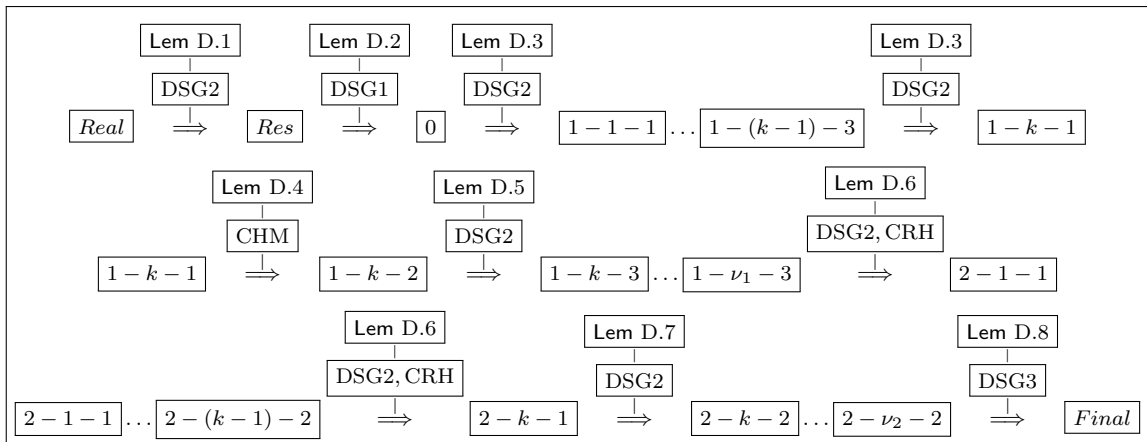 Lem D.1 Lem D.2 Lem D.3 Lem D.3
DSG2 DSG1 DSG2 DSG2
Real ⟹ Res ⟹ 0 ⟹ 1 − 1 − 1 ... 1 − (k − 1) − 3 ⟹ 1 − k − 1
Lem D.4 Lem D.5 Lem D.6
CHM DSG2 DSG2, CRH
1 − k − 1 ⟹ 1 − k − 2 ⟹ 1 − k − 3 ... 1 − ν₁ − 3 ⟹ 2 − 1 − 1
Lem D.6 Lem D.7 Lem D.8
DSG2, CRH DSG2 DSG3
2 − 1 − 1 ... 2 − (k − 1) − 2 ⟹ 2 − k − 1 ⟹ 2 − k − 2 ... 2 − ν₂ − 2 ⟹ Final